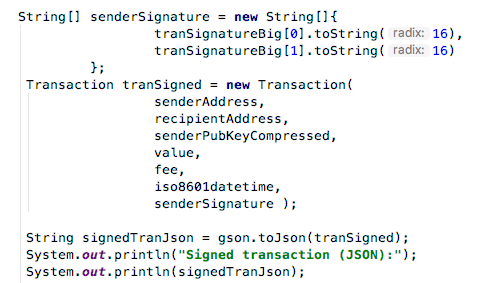 String[] senderSignature = new String[]{
tranSignatureBig[0].toString( radix: 16),
tranSignatureBig[1].toString( radix: 16)
};
Transaction tranSigned = new Transaction(
senderAddress,
recipientAddress,
senderPubKeyCompressed,
value,
fee,
iso8601datetime,
senderSignature );
String signedTranJson = gson.toJson(tranSigned);
System.out.println("Signed transaction (JSON):");
System.out.println(signedTranJson);